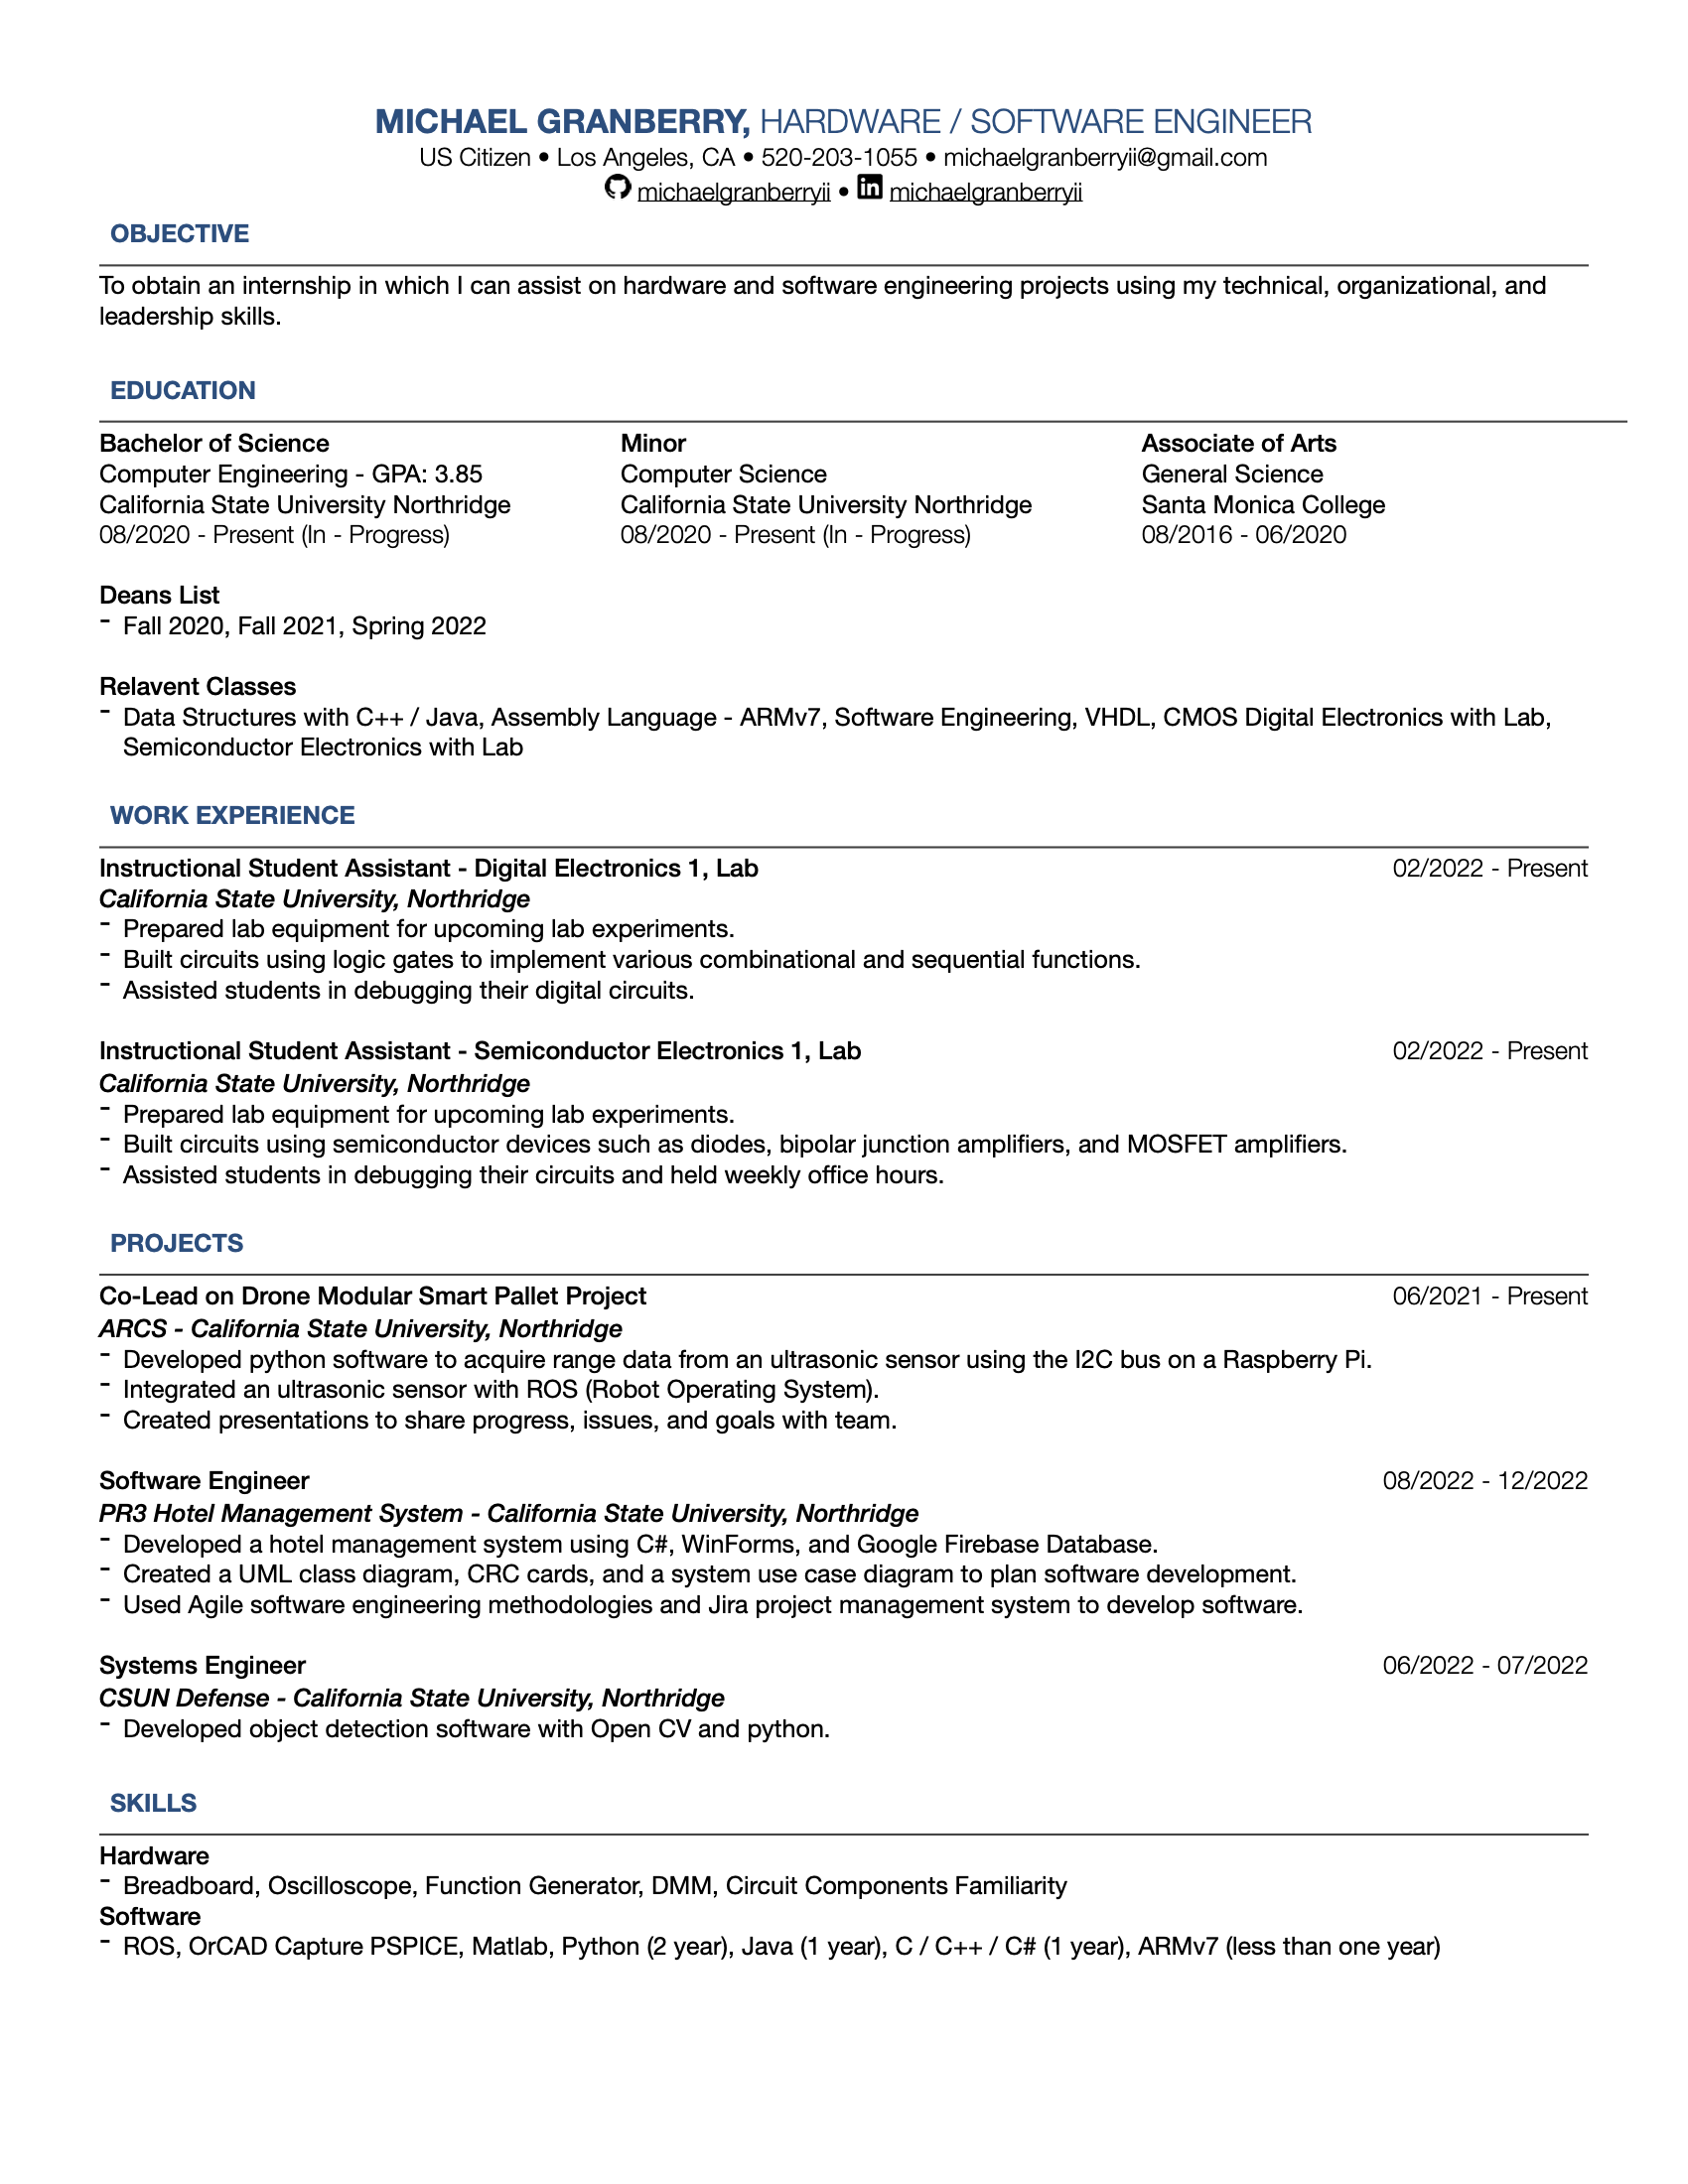 MICHAEL GRANBERRY, HARDWARE / SOFTWARE ENGINEER
US Citizen • Los Angeles, CA • 520-203-1055 • michaelgranberryii@gmail.com
michaelgranberryii • michaelgranberryii
OBJECTIVE
To obtain an internship in which I can assist on hardware and software engineering projects using my technical, organizational, and
leadership skills.
EDUCATION
Bachelor of Science
Computer Engineering - GPA: 3.85
California State University Northridge
08/2020 - Present (In - Progress)
Minor
Computer Science
California State University Northridge
08/2020 - Present (In - Progress)
Associate of Arts
General Science
Santa Monica College
08/2016 - 06/2020
Deans List
- Fall 2020, Fall 2021, Spring 2022
Relavent Classes
- Data Structures with C++ / Java, Assembly Language - ARMv7, Software Engineering, VHDL, CMOS Digital Electronics with Lab,
Semiconductor Electronics with Lab
WORK EXPERIENCE
Instructional Student Assistant - Digital Electronics 1, Lab 02/2022 - Present
California State University, Northridge
- Prepared lab equipment for upcoming lab experiments.
- Built circuits using logic gates to implement various combinational and sequential functions.
- Assisted students in debugging their digital circuits.
Instructional Student Assistant - Semiconductor Electronics 1, Lab 02/2022 - Present
California State University, Northridge
- Prepared lab equipment for upcoming lab experiments.
- Built circuits using semiconductor devices such as diodes, bipolar junction amplifiers, and MOSFET amplifiers.
- Assisted students in debugging their circuits and held weekly office hours.
PROJECTS
Co-Lead on Drone Modular Smart Pallet Project 06/2021 - Present
ARCS - California State University, Northridge
- Developed python software to acquire range data from an ultrasonic sensor using the I2C bus on a Raspberry Pi.
- Integrated an ultrasonic sensor with ROS (Robot Operating System).
- Created presentations to share progress, issues, and goals with team.
Software Engineer 08/2022 - 12/2022
PR3 Hotel Management System - California State University, Northridge
- Developed a hotel management system using C#, WinForms, and Google Firebase Database.
- Created a UML class diagram, CRC cards, and a system use case diagram to plan software development.
- Used Agile software engineering methodologies and Jira project management system to develop software.
Systems Engineer 06/2022 - 07/2022
CSUN Defense - California State University, Northridge
- Developed object detection software with Open CV and python.
SKILLS
Hardware
- Breadboard, Oscilloscope, Function Generator, DMM, Circuit Components Familiarity
Software
- ROS, OrCAD Capture PSPICE, Matlab, Python (2 year), Java (1 year), C / C++ / C# (1 year), ARMv7 (less than one year)